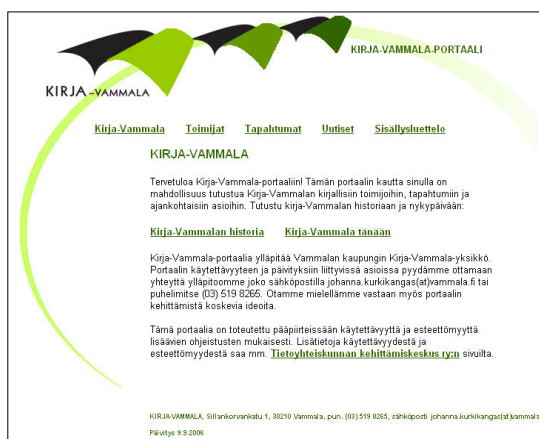 KIRJA-VAMMALA-PORTAALI
KIRJA-VAMMALA
Kirja-Vammala Toimijat Tapahtumat Uutiset Sisällysluettelo
KIRJA-VAMMALA
Tervetuloa Kirja-Vammala-portaaliin! Tämän portaalin kautta sinulla on
mahdollisuus tutustua Kirja-Vammalan kirjallisiin toimijoihin, tapahtumiin ja
ajankohtaisiin asioihin. Tutustu kirja-Vammalan historiaan ja nykypäivään:
Kirja-Vammalan historia Kirja-Vammala tänään
Kirja-Vammala-portaalia ylläpitää Vammalan kaupungin Kirja-Vammala-yksikkö.
Portaalin käytettävyyteen ja päivityksiin liittyvissä asioissa pyydämme ottamaan
yhteyttä ylläpitoomme joko sähköpostilla johanna.kurkikangas(at)vammala.fi tai
puhelimitse (03) 519 8265. Otamme mielellämme vastaan myös portaalin
kehittämistä koskevia ideoita.
Tämä portaalia on toteutettu pääpiirteissään käytettävyyttä ja esteettömyyttä
lisäävien ohjeistusten mukaisesti. Lisätietoja käytettävyydestä ja
esteettömyydestä saa mm. Tietoyhteiskunnan kehittämiskeskus ry:n sivuilta.
KIRJA-VAMMALA, Sillankorvankatu 1, 38210 Vammala, pun. (03) 519 8265, sähköposti johanna.kurkikangas(at)vammala
Päivitys 9.9.2006